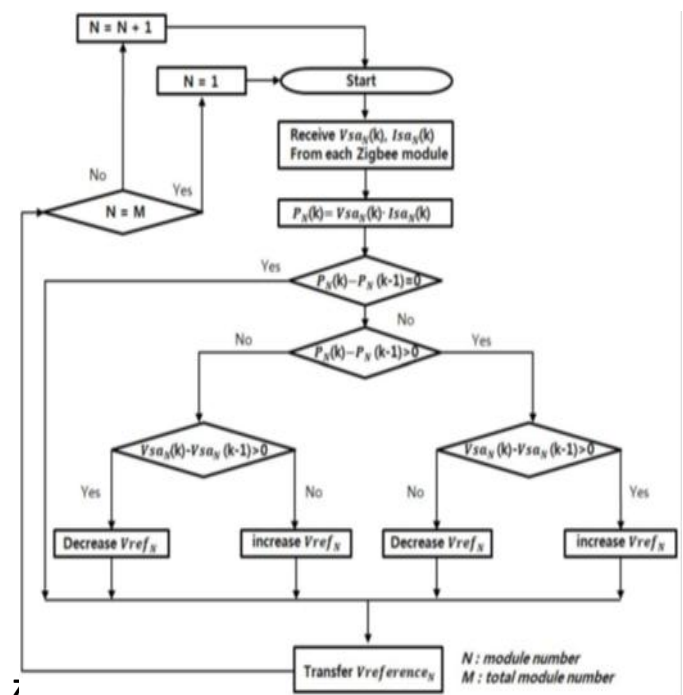 N = N + 1
N = 1
Start
Receive Vsa_N(k), Isa_N(k)
From each Zigbee module
No
Yes
N = M
P_N(k)= Vsa_N(k)· Isa_N(k)
Yes
P_N(k)−P_N (k-1)=0
No
No
P_N(k)−P_N (k-1)>0
Yes
Vsa_N(k)-Vsa_N (k-1)>0
Vsa_N (k)-Vsa_N (k-1)>0
Yes
No
No
Yes
Decrease Vref_N
increase Vref_N
Decrease Vref_N
increase Vref_N
Transfer Vreference_N
N : module number
M : total module number